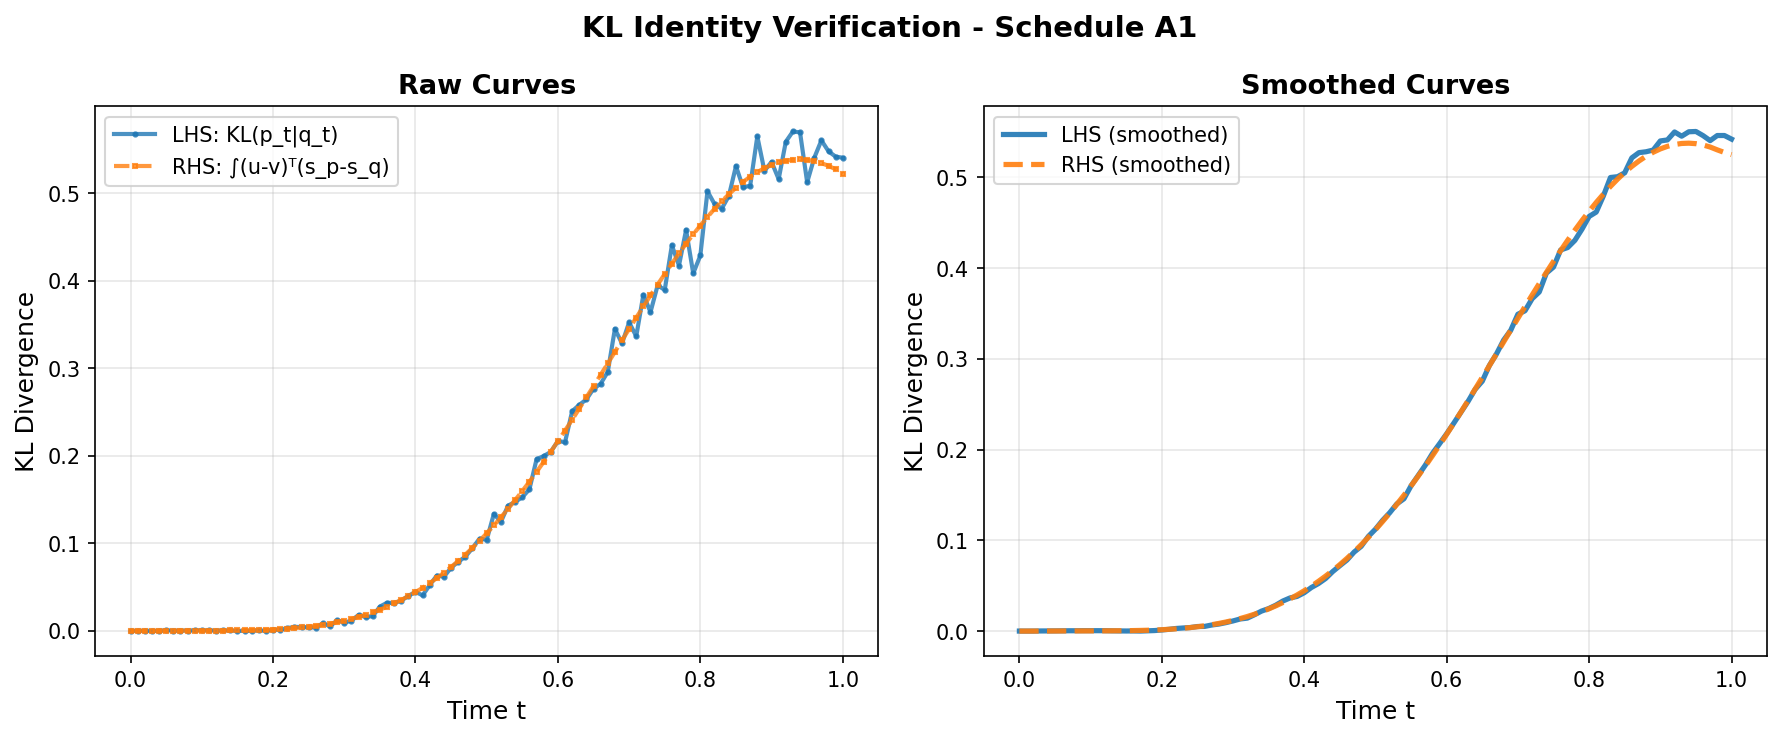 KL Identity Verification - Schedule A1
Raw Curves
LHS: KL(p_t|q_t)
RHS: ∫(u-v)ᵀ(s_p-s_q)
KL Divergence
0.5
0.4
0.3
0.2
0.1
0.0
0.0 0.2 0.4 0.6 0.8 1.0
Time t
Smoothed Curves
LHS (smoothed)
RHS (smoothed)
KL Divergence
0.5
0.4
0.3
0.2
0.1
0.0
0.0 0.2 0.4 0.6 0.8 1.0
Time t